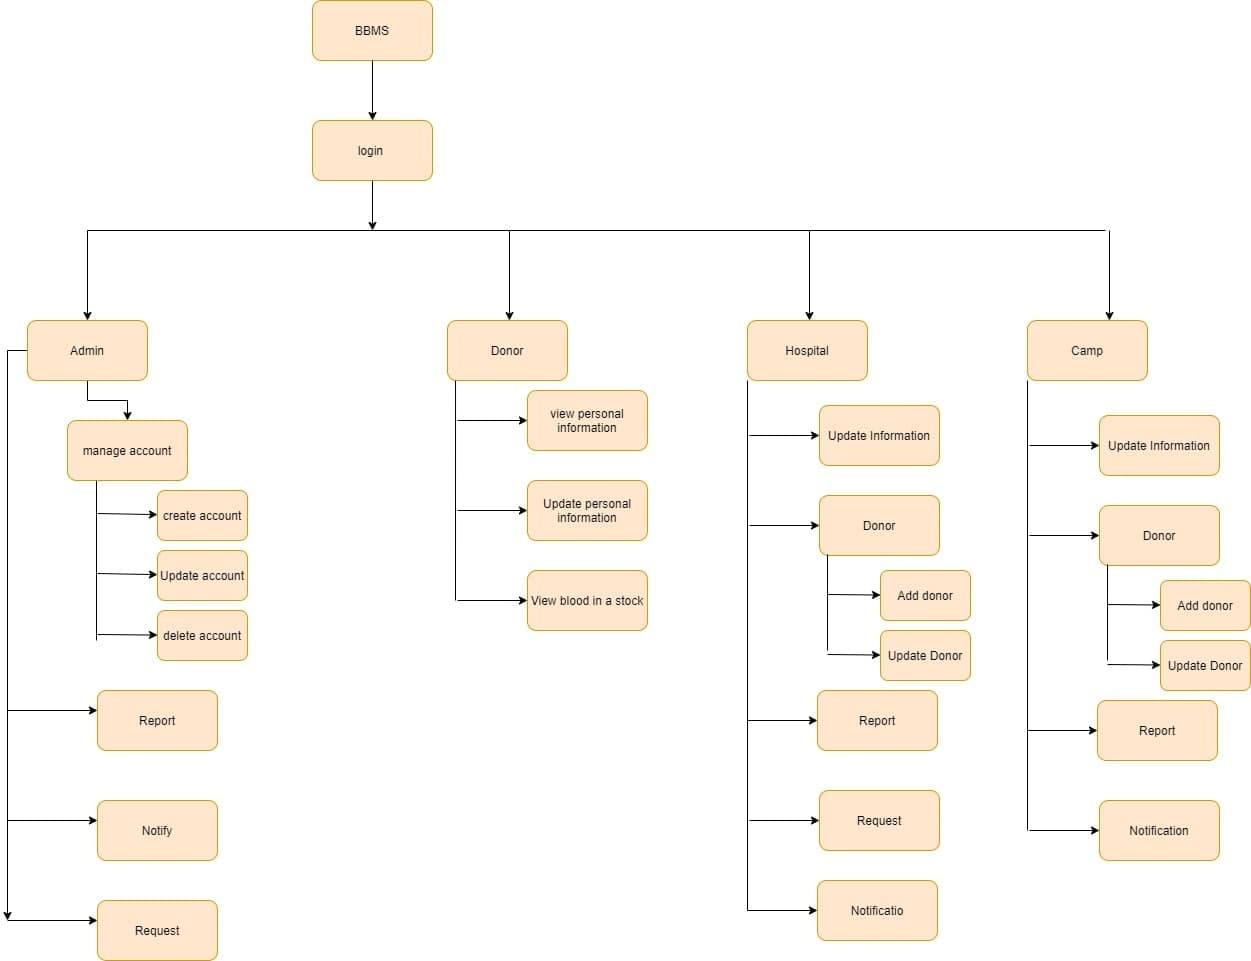 BBMS
login
Admin
manage account
create account
Update account
delete account
Report
Notify
Request
Donor
view personal
information
Update personal
information
View blood in a stock
Hospital
Update Information
Donor
Add donor
Update Donor
Report
Request
Notificatio
Camp
Update Information
Donor
Add donor
Update Donor
Report
Notification